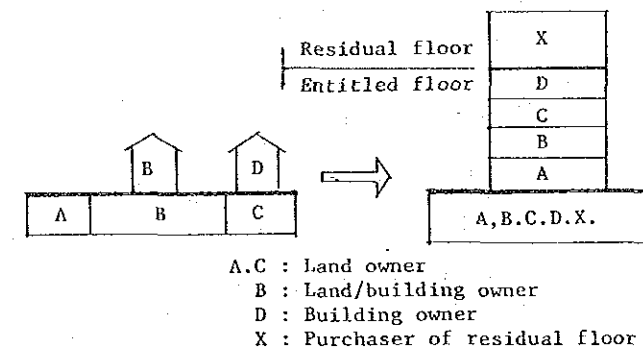 Residual floor
Entitled floor
X
D
C
B
A
A,B.C.D.X.
B
D
A
B
C
A.C : Land owner
B : Land/building owner
D : Building owner
X : Purchaser of residual floor